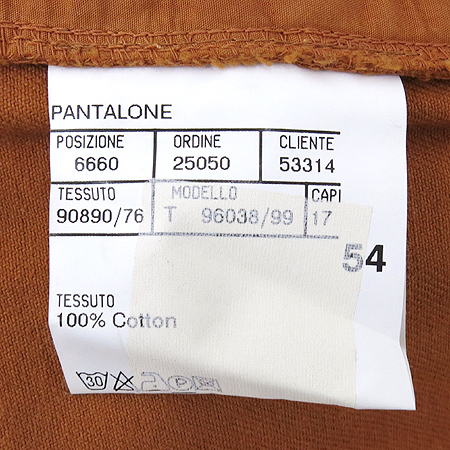 PANTALONE
POSIZIONE ORDINE CLIENTE
6660 25050 53314
TESSUTO MODELLO CAPI
90890/76 T 96038/99 17
54
TESSUTO
100% Cotton
30